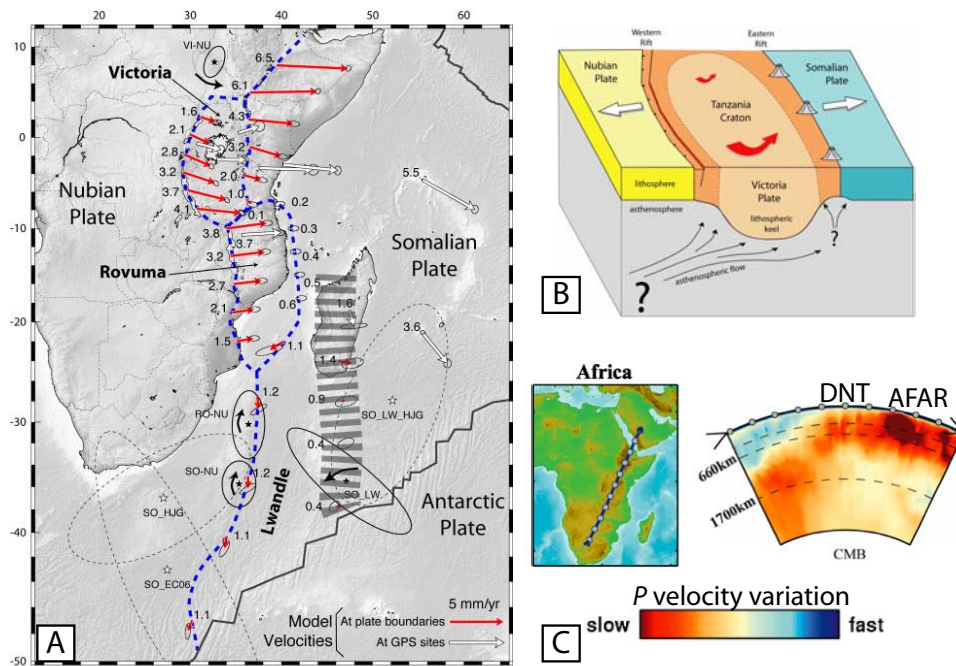 20
30
40
50
60
10
0
-10
-20
-30
-40
-50
VI-NU
Victoria
6.5
6.1
1.6
4.3
2.1
2.8
3.2
3.2
2.0
3.7
1.0
4.1
0.1
0.2
5.5
Nubian
Plate
3.8
3.7
0.3
Somalian
Plate
Rovuma
3.2
0.4
2.7
0.5
2.1
0.6
1.6
3.6
1.5
1.1
1.4
1.2
RO-NU
0.9
SO_LW_HJG
SO-NU
0.4
1.2
SO_LW
SO_HJG
Lwandle
0.4
Antarctic
Plate
1.1
SO_EC06
1.1
5 mm/yr
Model
Velocities
At plate boundaries
At GPS sites
A
Western
Rift
Eastern
Rift
Nubian
Plate
Somalian
Plate
Tanzania
Craton
lithosphere
Victoria
Plate
asthenosphere
lithospheric
keel
?
asthenospheric flow
?
B
Africa
DNT
AFAR
660km
1700km
CMB
P velocity variation
slow
fast
C